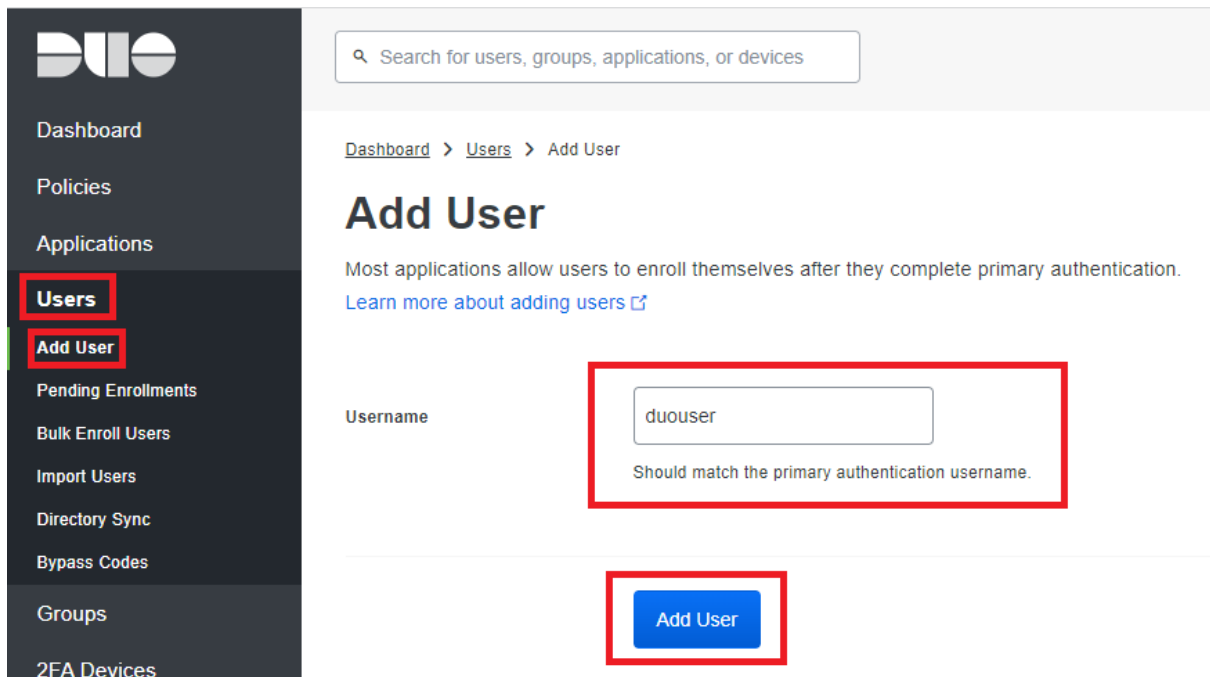 DUO
Search for users, groups, applications, or devices
Dashboard
Policies
Applications
Users
Add User
Pending Enrollments
Bulk Enroll Users
Import Users
Directory Sync
Bypass Codes
Groups
2FA Devices
Dashboard > Users > Add User
Add User
Most applications allow users to enroll themselves after they complete primary authentication.
Learn more about adding users
Username
duouser
Should match the primary authentication username.
Add User